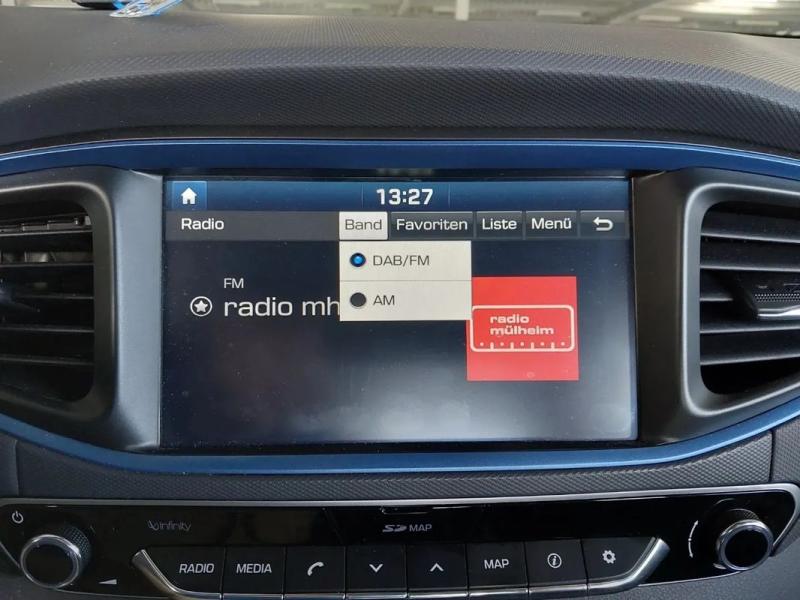 13:27
Radio Band Favoriten Liste Menü
DAB/FM
AM
FM
radio mh
radio
mülheim
infinity
SD MAP
RADIO MEDIA MAP